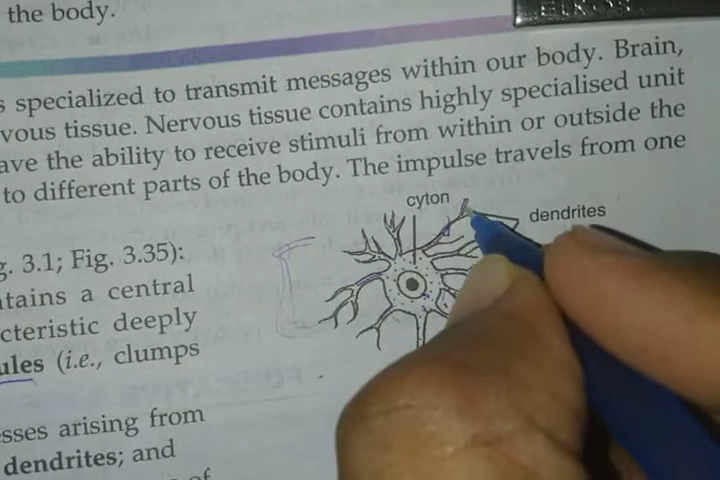 the body.
s specialized to transmit messages within our body. Brain,
vous tissue. Nervous tissue contains highly specialised unit
ave the ability to receive stimuli from within or outside the
to different parts of the body. The impulse travels from one
cyton
dendrites
g. 3.1; Fig. 3.35):
ntains a central
cteristic deeply
ules (i.e., clumps
sses arising from
dendrites; and
of